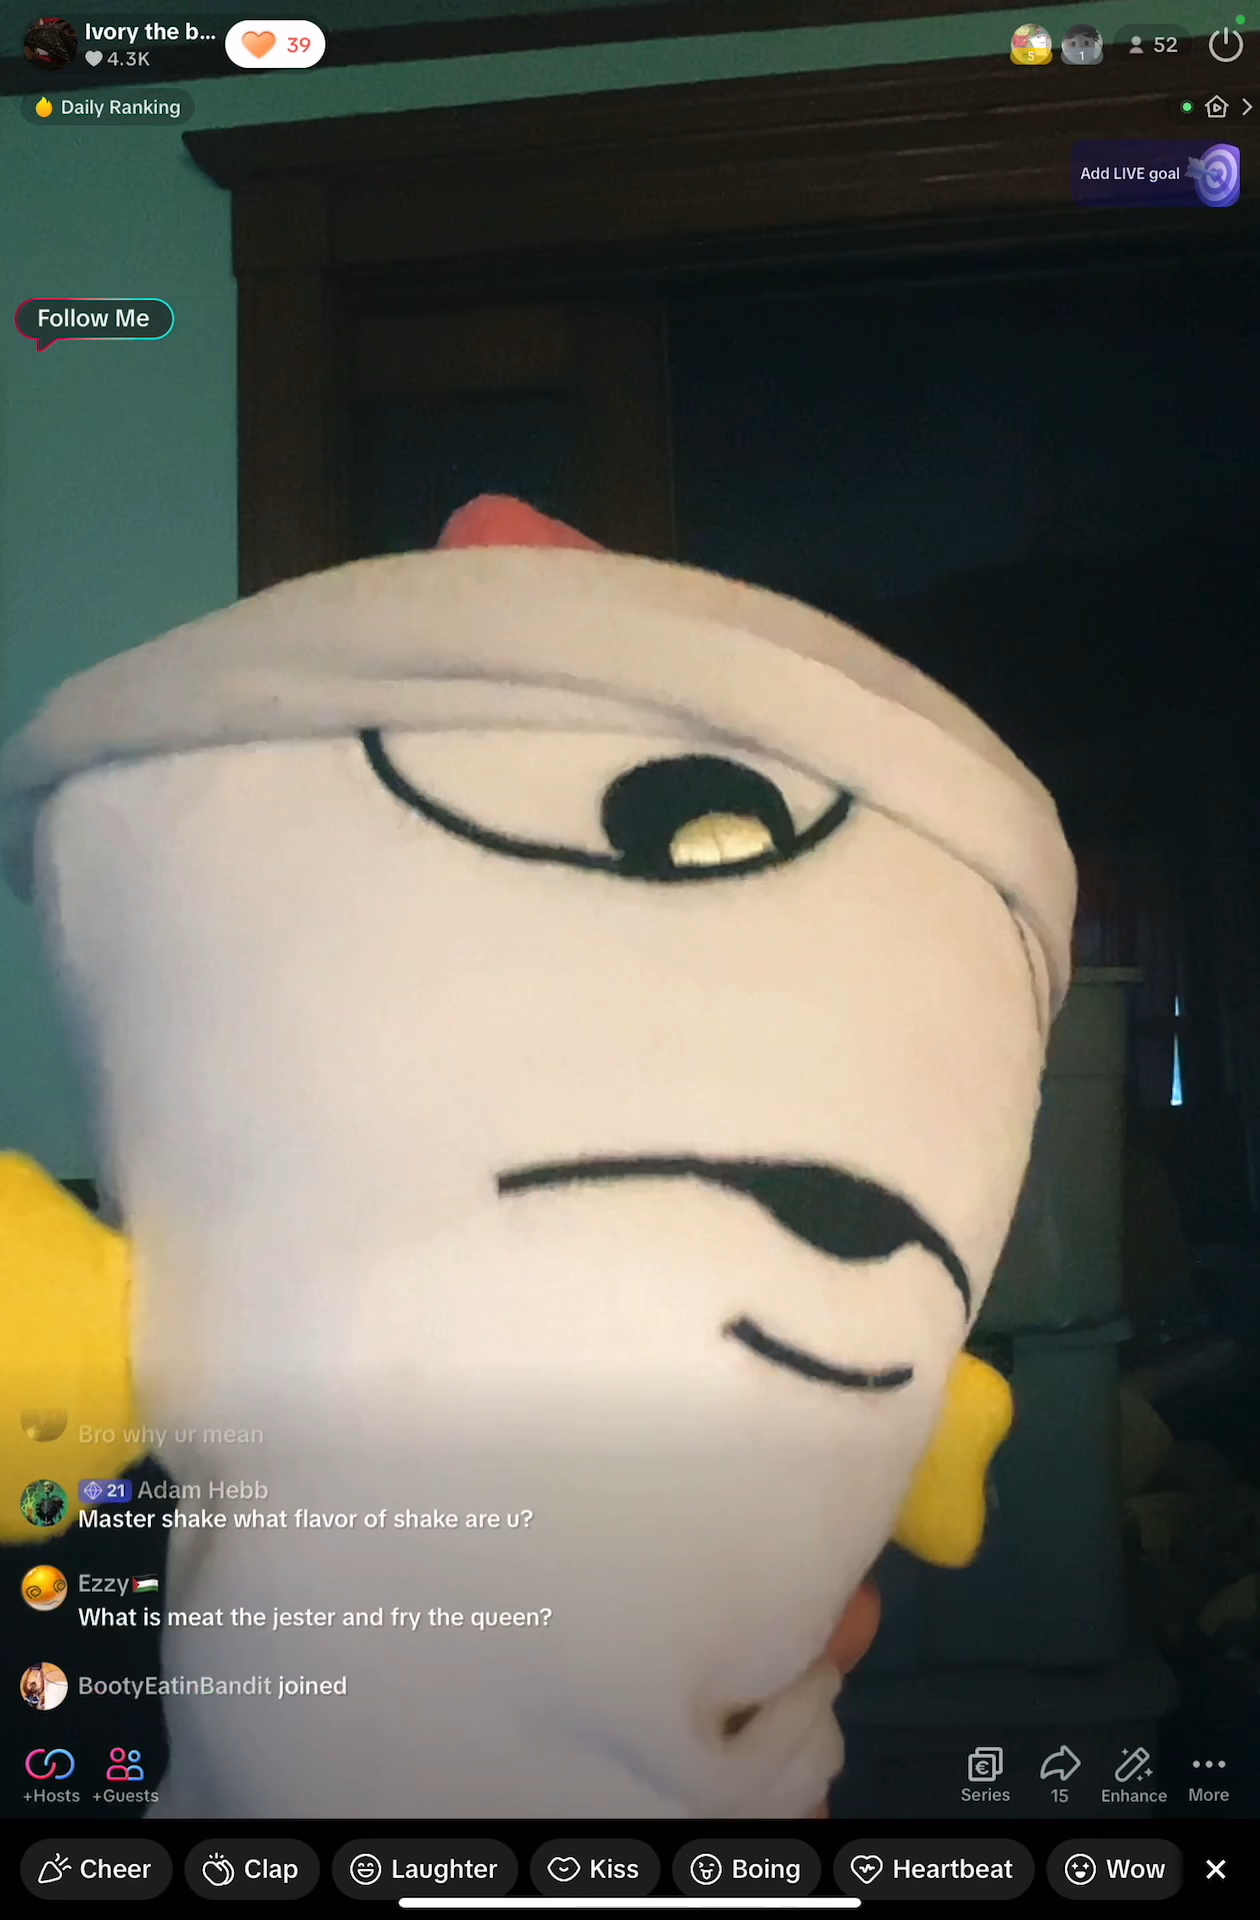 Ivory the b...
4.3K
39
5
1
52
Daily Ranking
Add LIVE goal
Follow Me
Bro why ur mean
21 Adam Hebb
Master shake what flavor of shake are u?
Ezzy🇵🇸
What is meat the jester and fry the queen?
BootyEatinBandit joined
+Hosts
+Guests
Series
15
Enhance
More
Cheer
Clap
Laughter
Kiss
Boing
Heartbeat
Wow